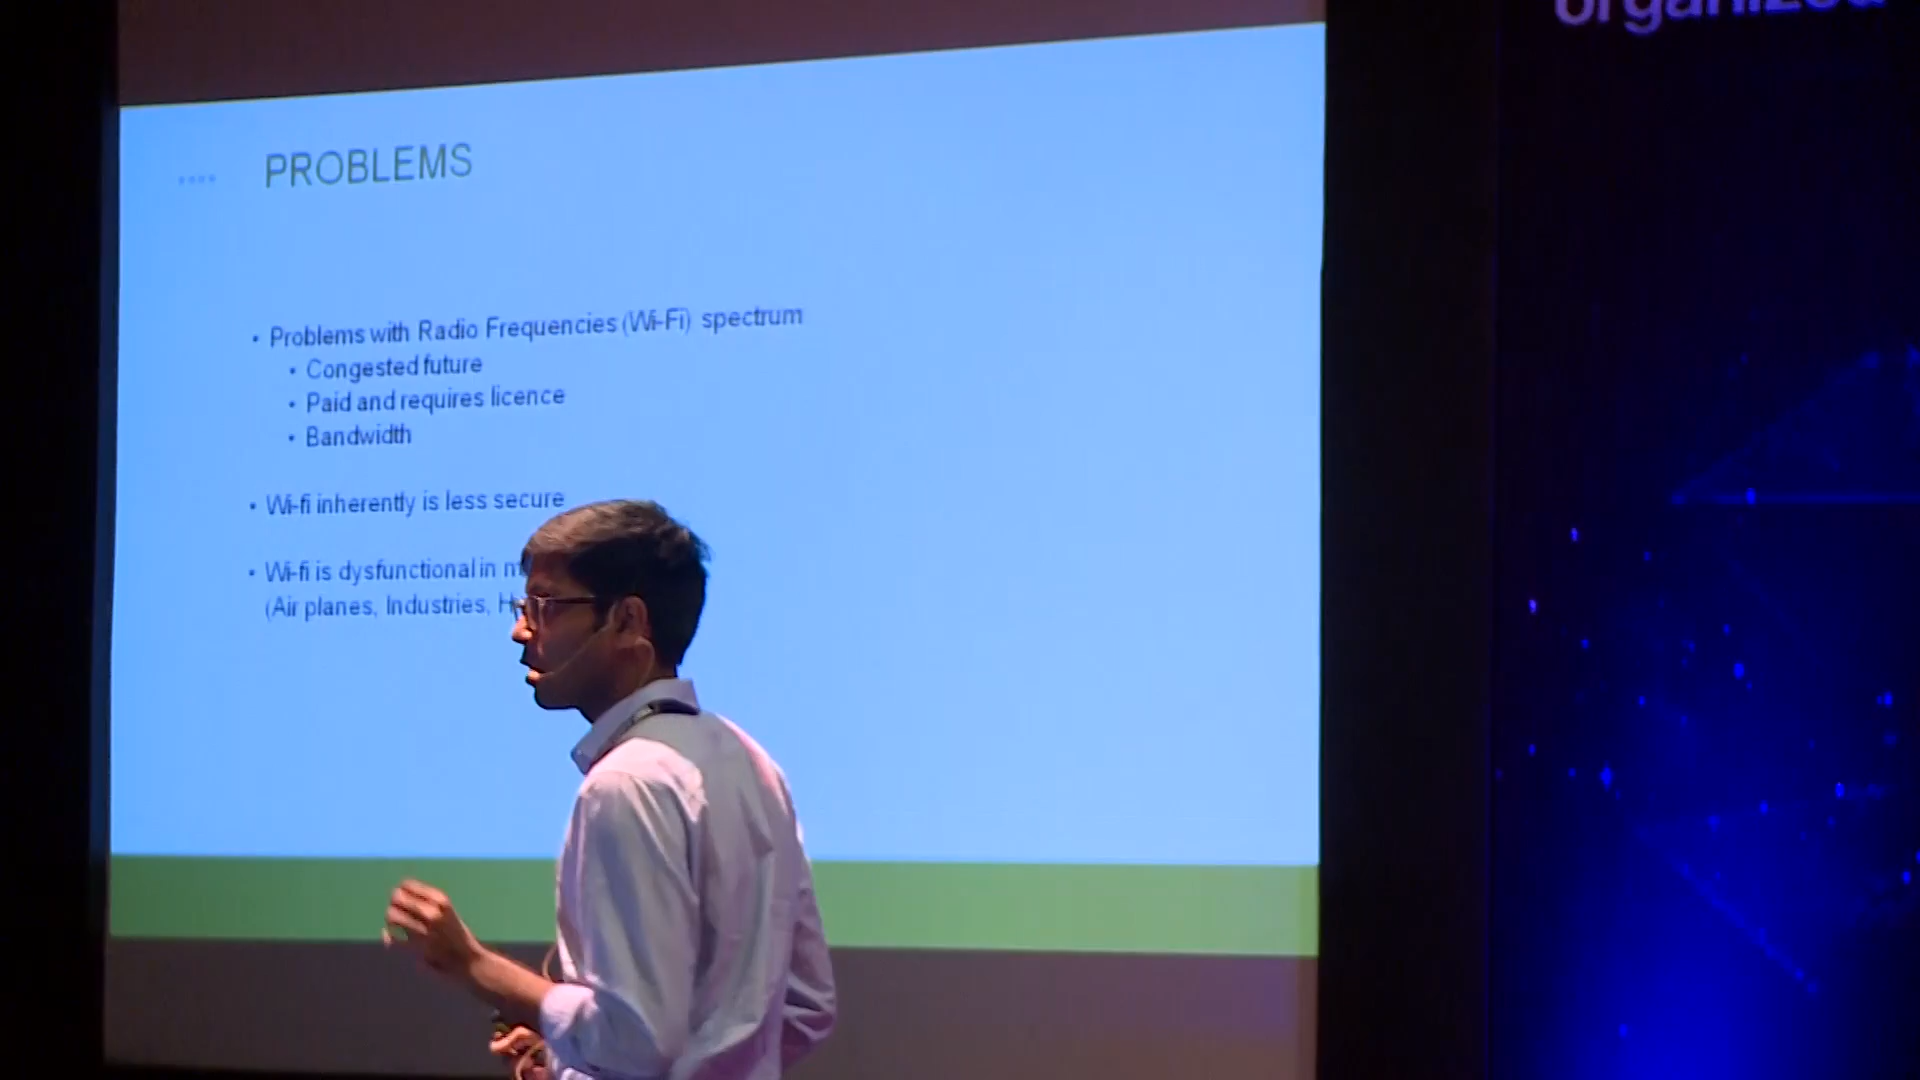 organized
PROBLEMS
• Problems with Radio Frequencies (Wi-Fi) spectrum
• Congested future
• Paid and requires licence
• Bandwidth
• Wi-fi inherently is less secure
• Wi-fi is dysfunctional in
(Air planes, Industries,